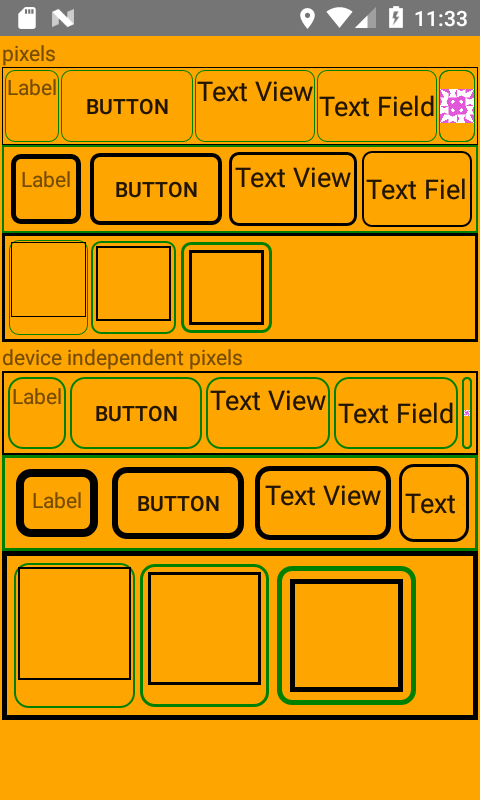 11:33
pixels
Label BUTTON Text View Text Field
Label BUTTON Text View Text Fiel
device independent pixels
Label BUTTON Text View Text Field
Label BUTTON Text View Text